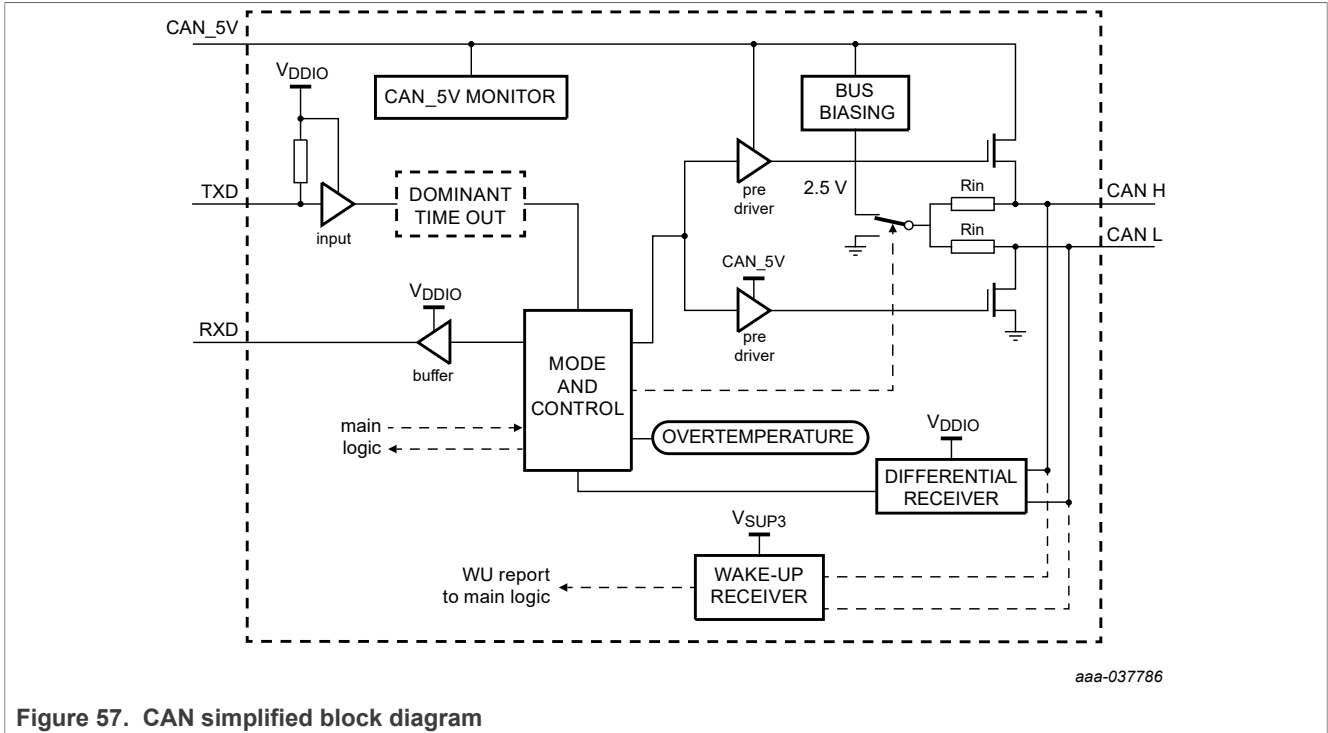 CAN_5V
VDDIO
CAN_5V MONITOR
BUS
BIASING
TXD
input
DOMINANT
TIME OUT
pre
driver
2.5 V
Rin
CAN H
Rin
CAN L
CAN_5V
pre
driver
VDDIO
RXD
buffer
MODE
AND
CONTROL
main
logic
OVERTEMPERATURE
VDDIO
DIFFERENTIAL
RECEIVER
VSUP3
WAKE-UP
RECEIVER
WU report
to main logic
aaa-037786
Figure 57. CAN simplified block diagram